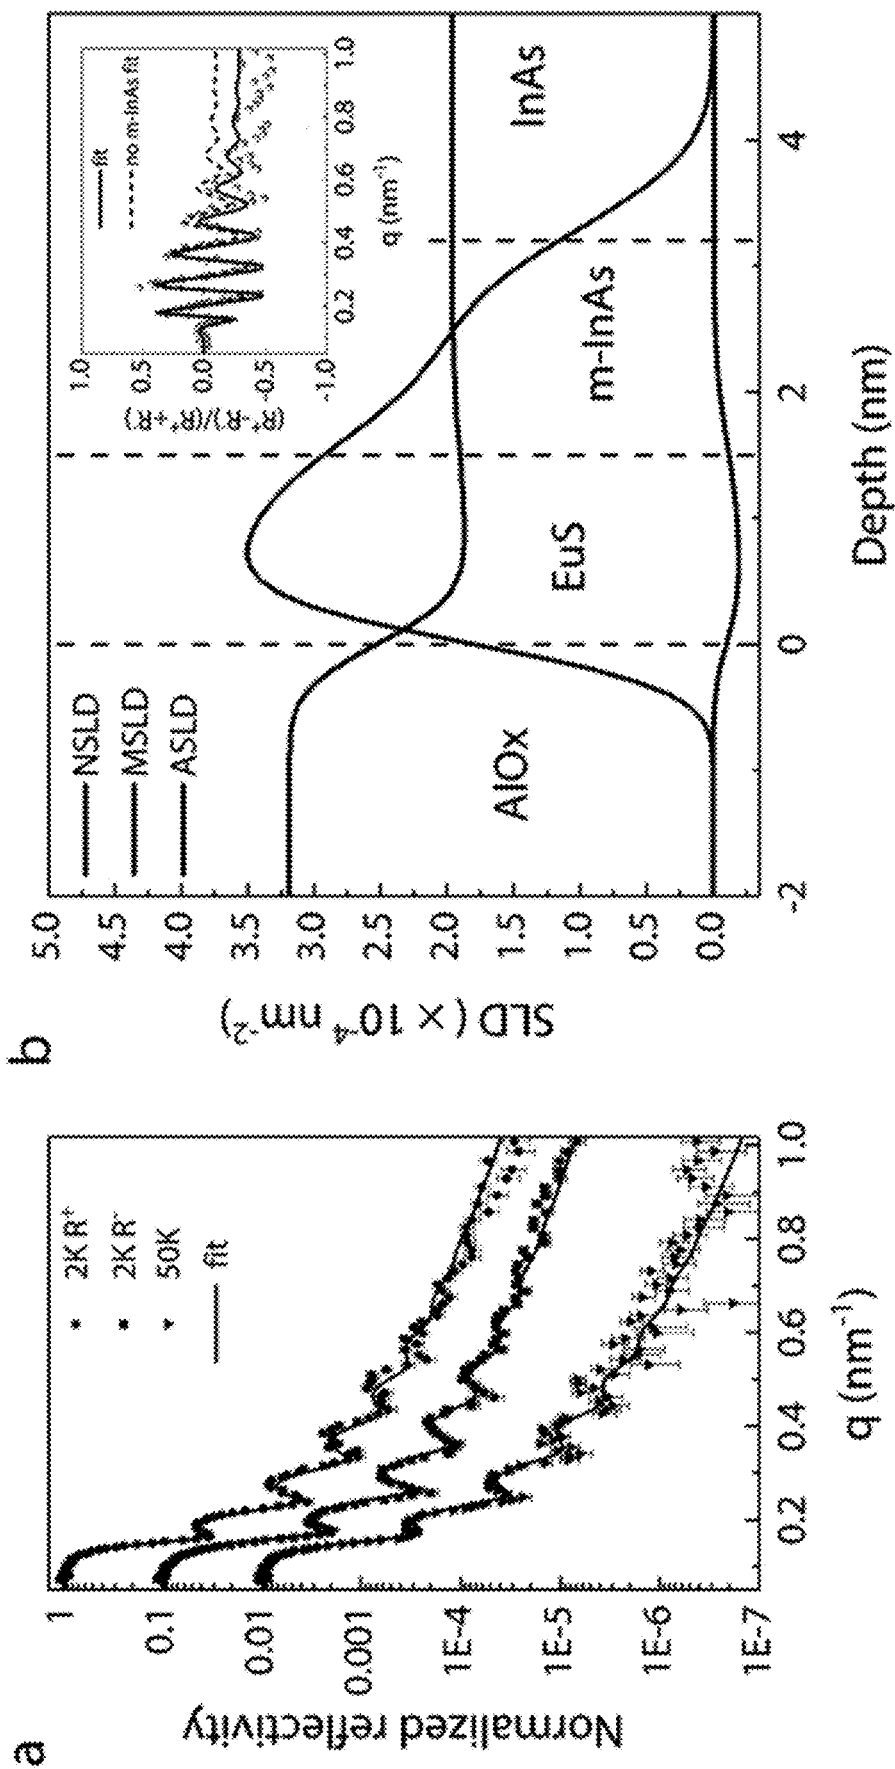 a
Normalized reflectivity
1
0.1
0.01
0.001
1E-4
1E-5
1E-6
1E-7
2K R⁺
2K R⁻
50K
fit
0.2
0.4
0.6
0.8
1.0
q (nm⁻¹)
b
SLD ( × 10⁻⁴ nm⁻²)
5.0
4.5
4.0
3.5
3.0
2.5
2.0
1.5
1.0
0.5
0.0
NSLD
MSLD
ASLD
AlOx
EuS
m-InAs
InAs
-2
0
2
4
Depth (nm)
(R⁺-R⁻)/(R⁺+R⁻)
1.0
0.5
0.0
-0.5
-1.0
fit
no m-InAs fit
0.2
0.4
0.6
0.8
1.0
q (nm⁻¹)